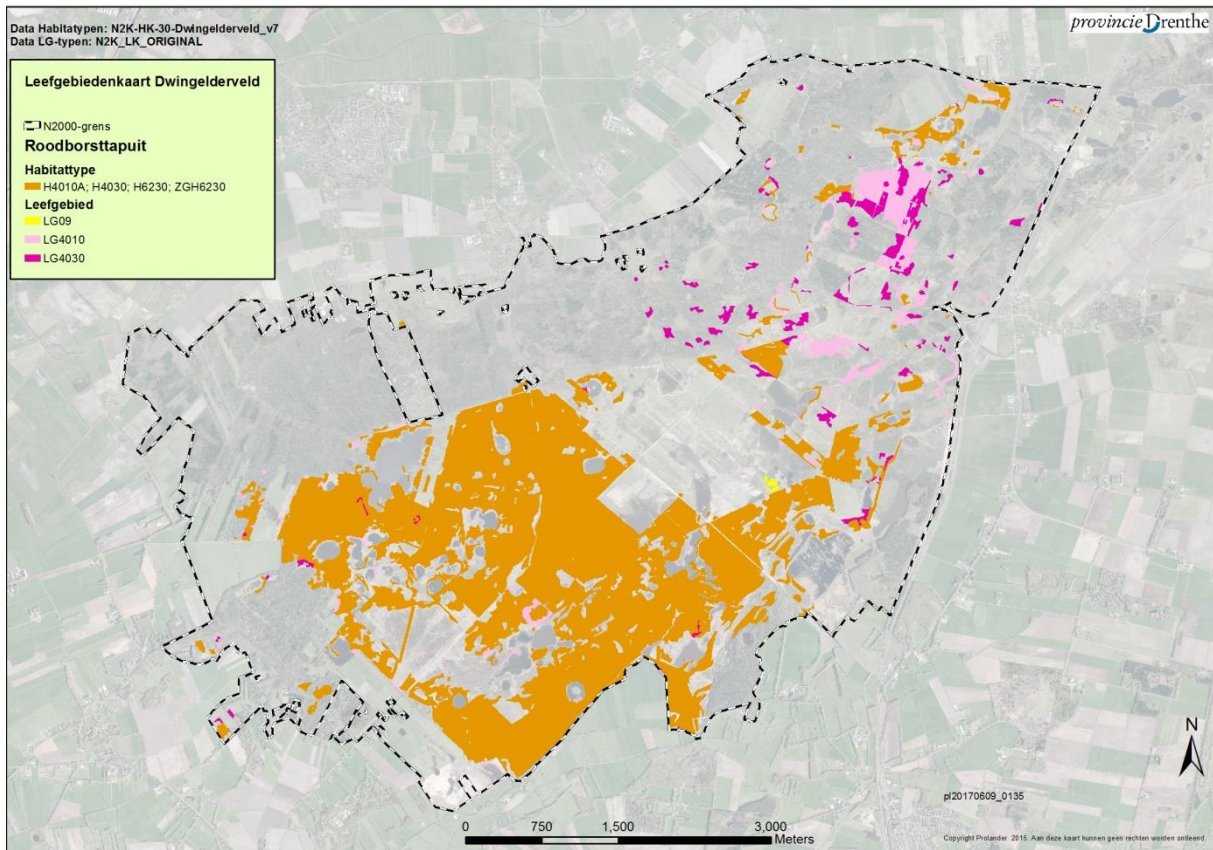 Data Habitatypen: N2K-HK-30-Dwingelderveld_v7
Data LG-typen: N2K_LK_ORIGINAL
provincie Drenthe
Leefgebiedenkaart Dwingelderveld
N2000-grens
Roodborsttapuit
Habitattype
H4010A; H4030; H6230; ZGH6230
Leefgebied
LG09
LG4010
LG4030
N
pl20170609_0135
0 750 1,500 3,000
Meters
Copyright Prolander 2015. Aan deze kaart kunnen geen rechten worden ontleend.